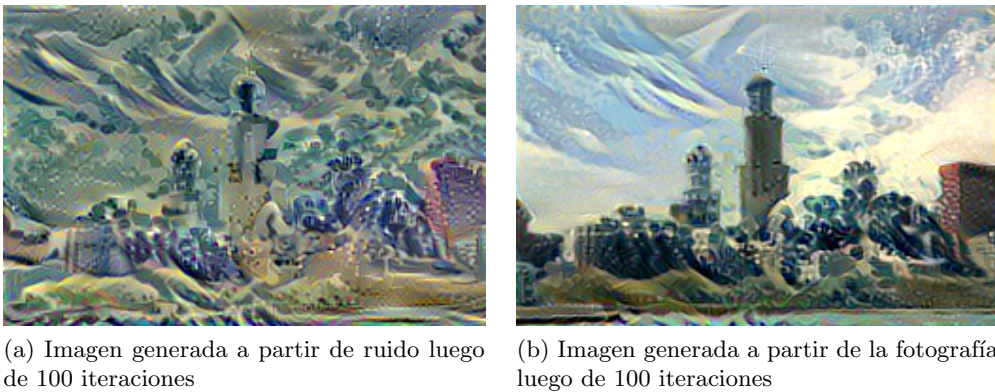 (a) Imagen generada a partir de ruido luego
de 100 iteraciones
(b) Imagen generada a partir de la fotografía
luego de 100 iteraciones